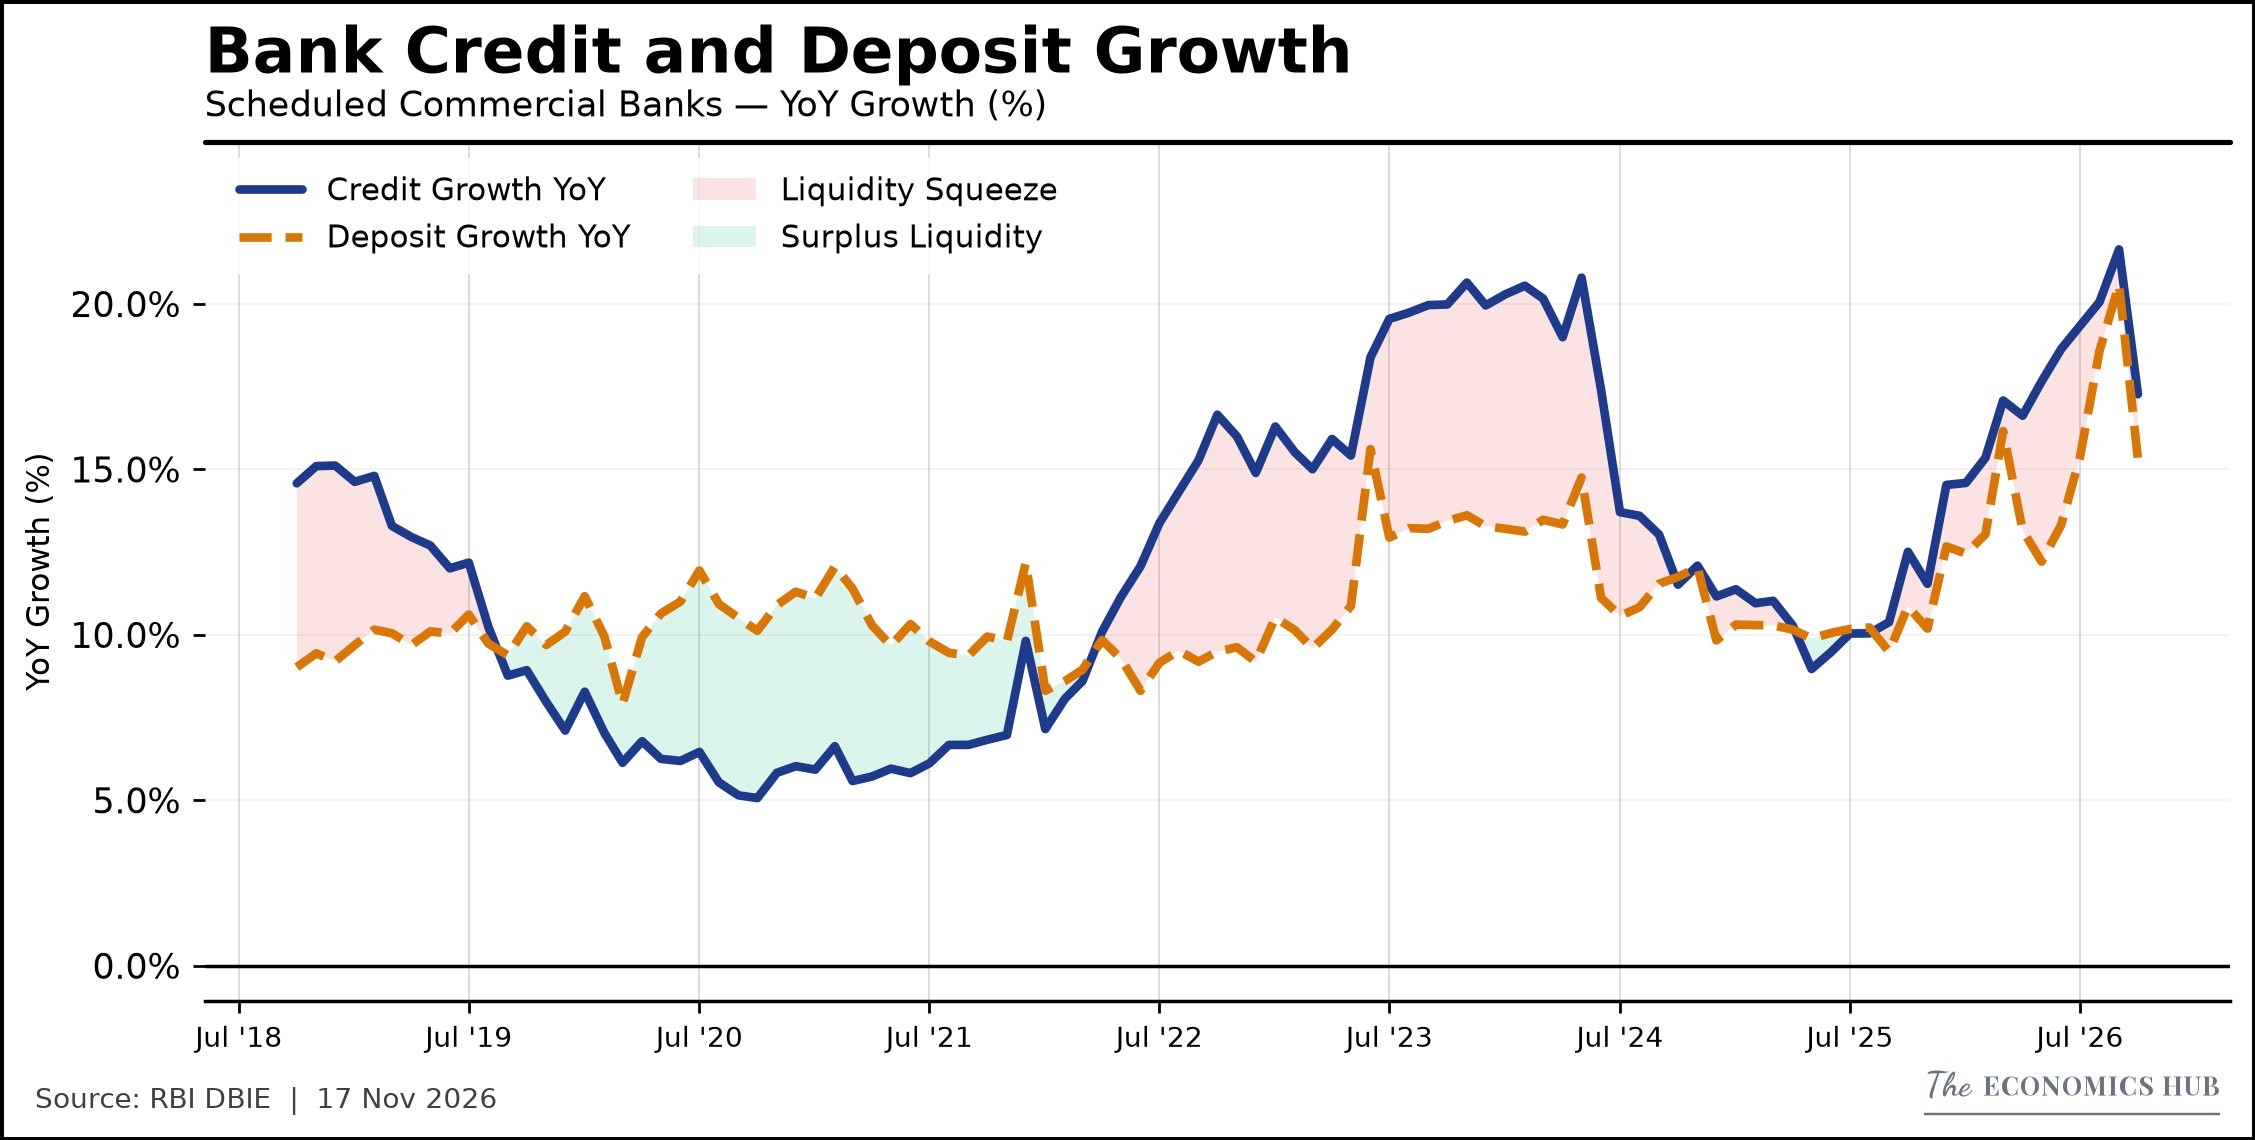 Bank Credit and Deposit Growth
Scheduled Commercial Banks — YoY Growth (%)
Credit Growth YoY
Deposit Growth YoY
Liquidity Squeeze
Surplus Liquidity
YoY Growth (%)
20.0%
15.0%
10.0%
5.0%
0.0%
Jul '18
Jul '19
Jul '20
Jul '21
Jul '22
Jul '23
Jul '24
Jul '25
Jul '26
Source: RBI DBIE | 17 Nov 2026
The ECONOMICS HUB